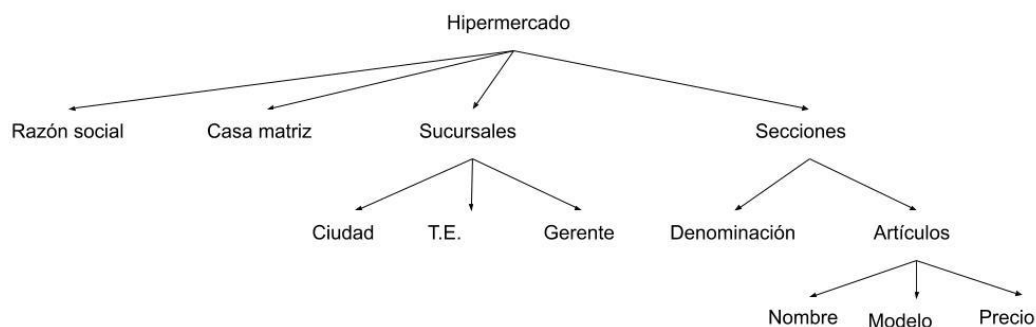 Hipermercado
Razón social
Casa matriz
Sucursales
Secciones
Ciudad
T.E.
Gerente
Denominación
Artículos
Nombre
Modelo
Precio